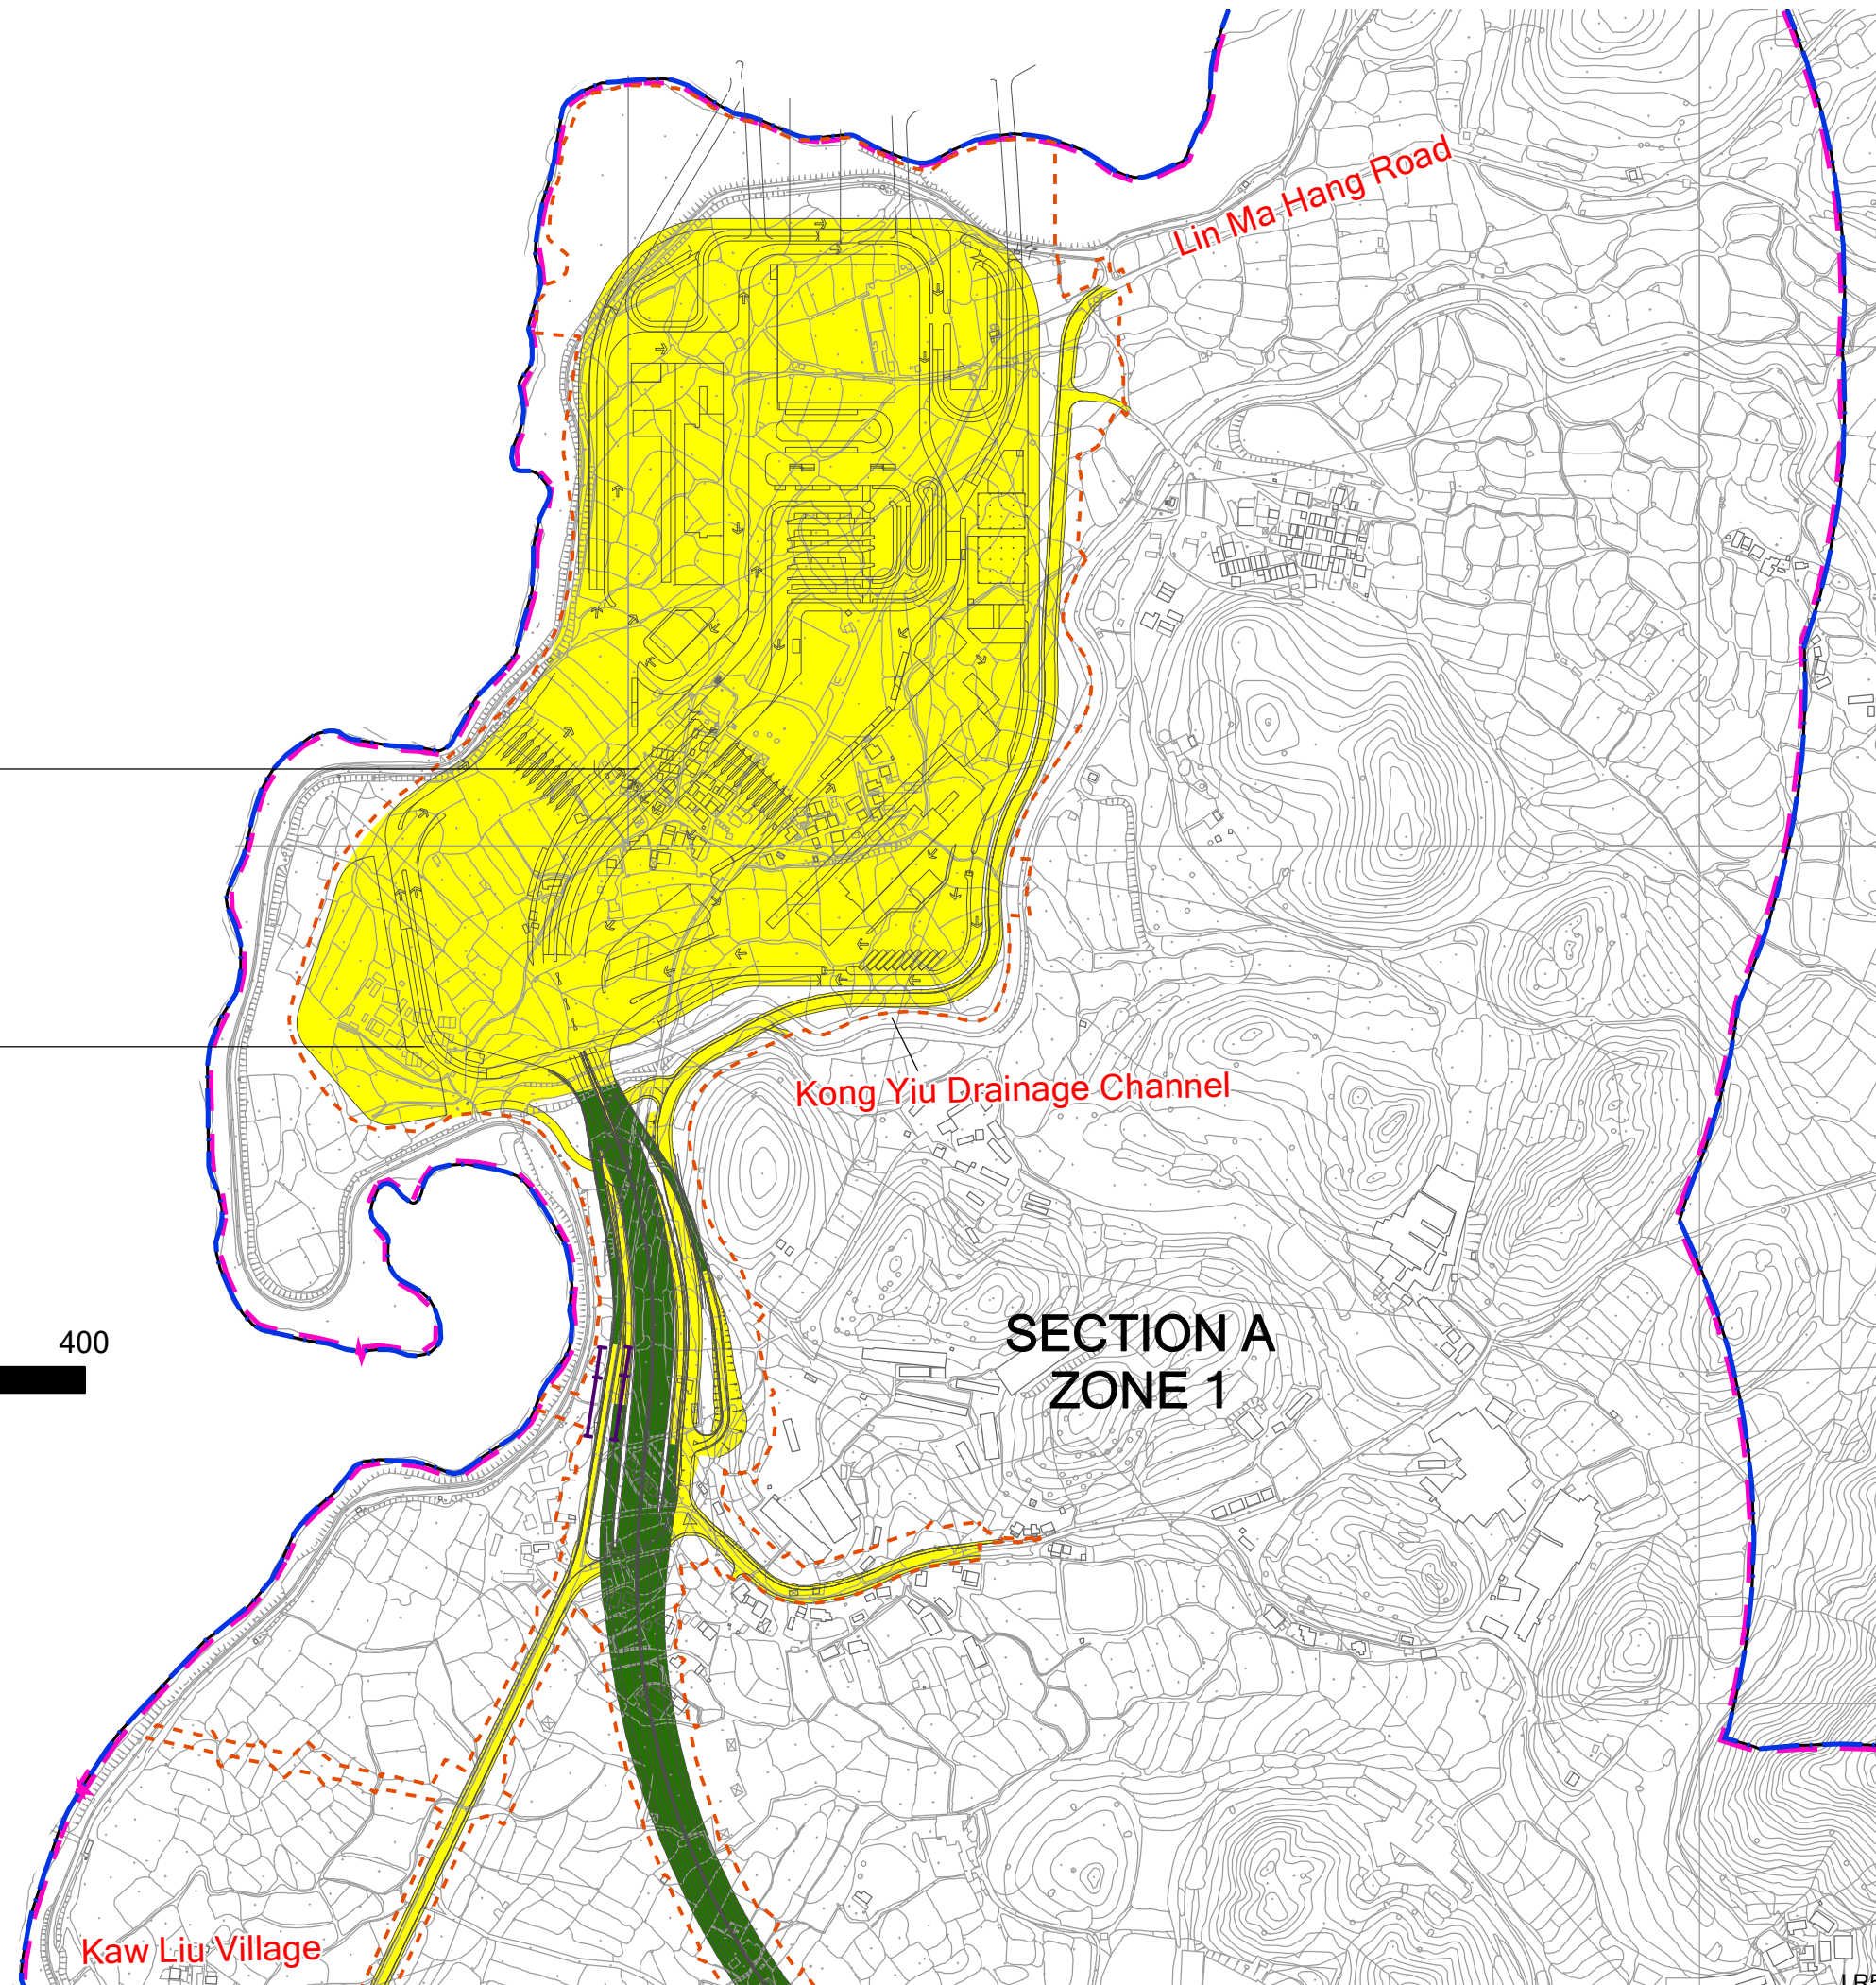 Lin Ma Hang Road
Kong Yiu Drainage Channel
SECTION A
ZONE 1
400
Kaw Liu Village